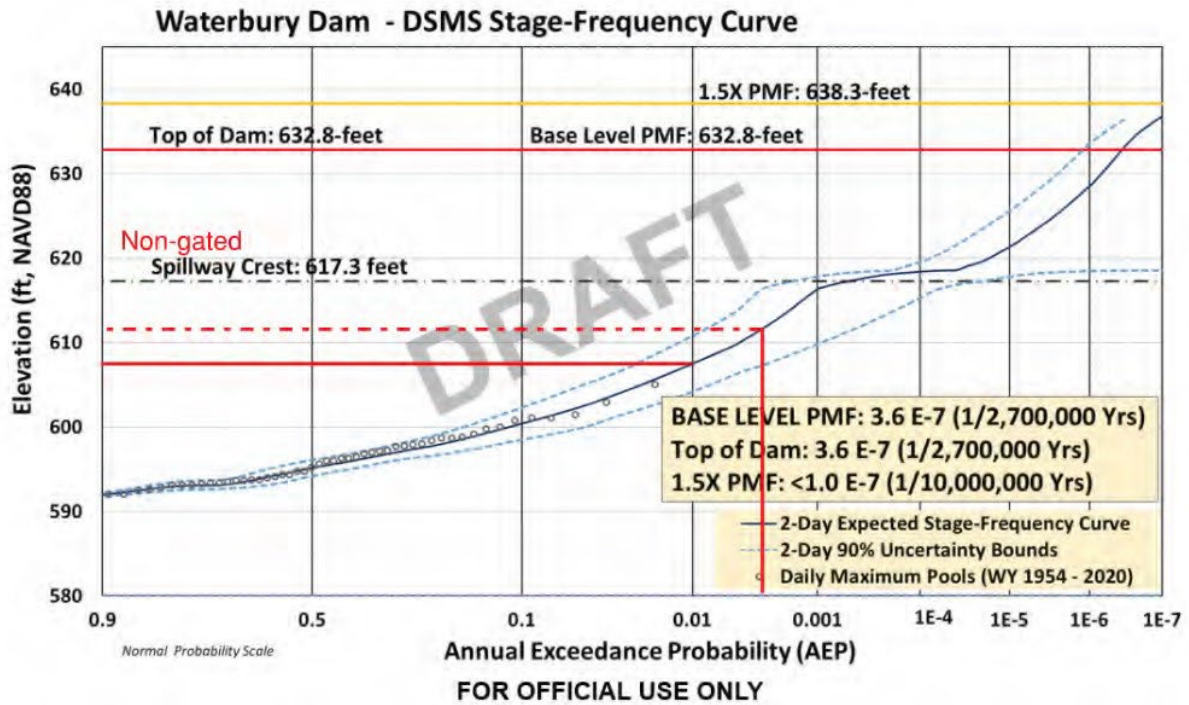 Waterbury Dam - DSMS Stage-Frequency Curve
640
1.5X PMF: 638.3-feet
Top of Dam: 632.8-feet
Base Level PMF: 632.8-feet
630
Non-gated
620
Spillway Crest: 617.3 feet
DRAFT
610
600
590
580
Elevation (ft, NAVD88)
BASE LEVEL PMF: 3.6 E-7 (1/2,700,000 Yrs)
Top of Dam: 3.6 E-7 (1/2,700,000 Yrs)
1.5X PMF: <1.0 E-7 (1/10,000,000 Yrs)
2-Day Expected Stage-Frequency Curve
2-Day 90% Uncertainty Bounds
Daily Maximum Pools (WY 1954 - 2020)
0.9
0.5
0.1
0.01
0.001
1E-4
1E-5
1E-6
1E-7
Normal Probability Scale
Annual Exceedance Probability (AEP)
FOR OFFICIAL USE ONLY